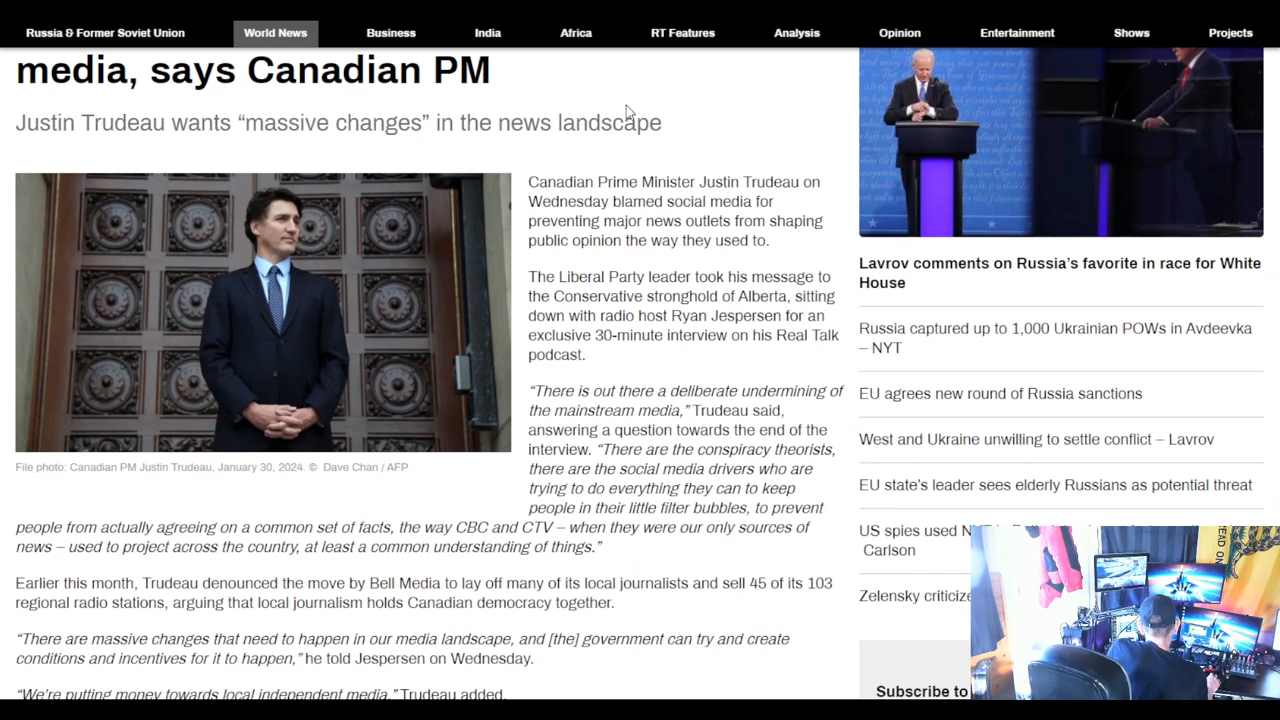 Russia & Former Soviet Union
World News
Business
India
Africa
RT Features
Analysis
Opinion
Entertainment
Shows
Projects
media, says Canadian PM
Justin Trudeau wants “massive changes” in the news landscape
File photo: Canadian PM Justin Trudeau, January 30, 2024. © Dave Chan / AFP
Canadian Prime Minister Justin Trudeau on
Wednesday blamed social media for
preventing major news outlets from shaping
public opinion the way they used to.
The Liberal Party leader took his message to
the Conservative stronghold of Alberta, sitting
down with radio host Ryan Jespersen for an
exclusive 30-minute interview on his Real Talk
podcast.
“There is out there a deliberate undermining of
the mainstream media,” Trudeau said,
answering a question towards the end of the
interview. “There are the conspiracy theorists,
there are the social media drivers who are
trying to do everything they can to keep
people in their little filter bubbles, to prevent
people from actually agreeing on a common set of facts, the way CBC and CTV – when they were our only sources of
news – used to project across the country, at least a common understanding of things.”
Earlier this month, Trudeau denounced the move by Bell Media to lay off many of its local journalists and sell 45 of its 103
regional radio stations, arguing that local journalism holds Canadian democracy together.
“There are massive changes that need to happen in our media landscape, and [the] government can try and create
conditions and incentives for it to happen,” he told Jespersen on Wednesday.
“We’re putting money towards local independent media,” Trudeau added.
Lavrov comments on Russia’s favorite in race for White
House
Russia captured up to 1,000 Ukrainian POWs in Avdeevka
– NYT
EU agrees new round of Russia sanctions
West and Ukraine unwilling to settle conflict – Lavrov
EU state’s leader sees elderly Russians as potential threat
US spies used
Carlson
Zelensky criticize
Subscribe to